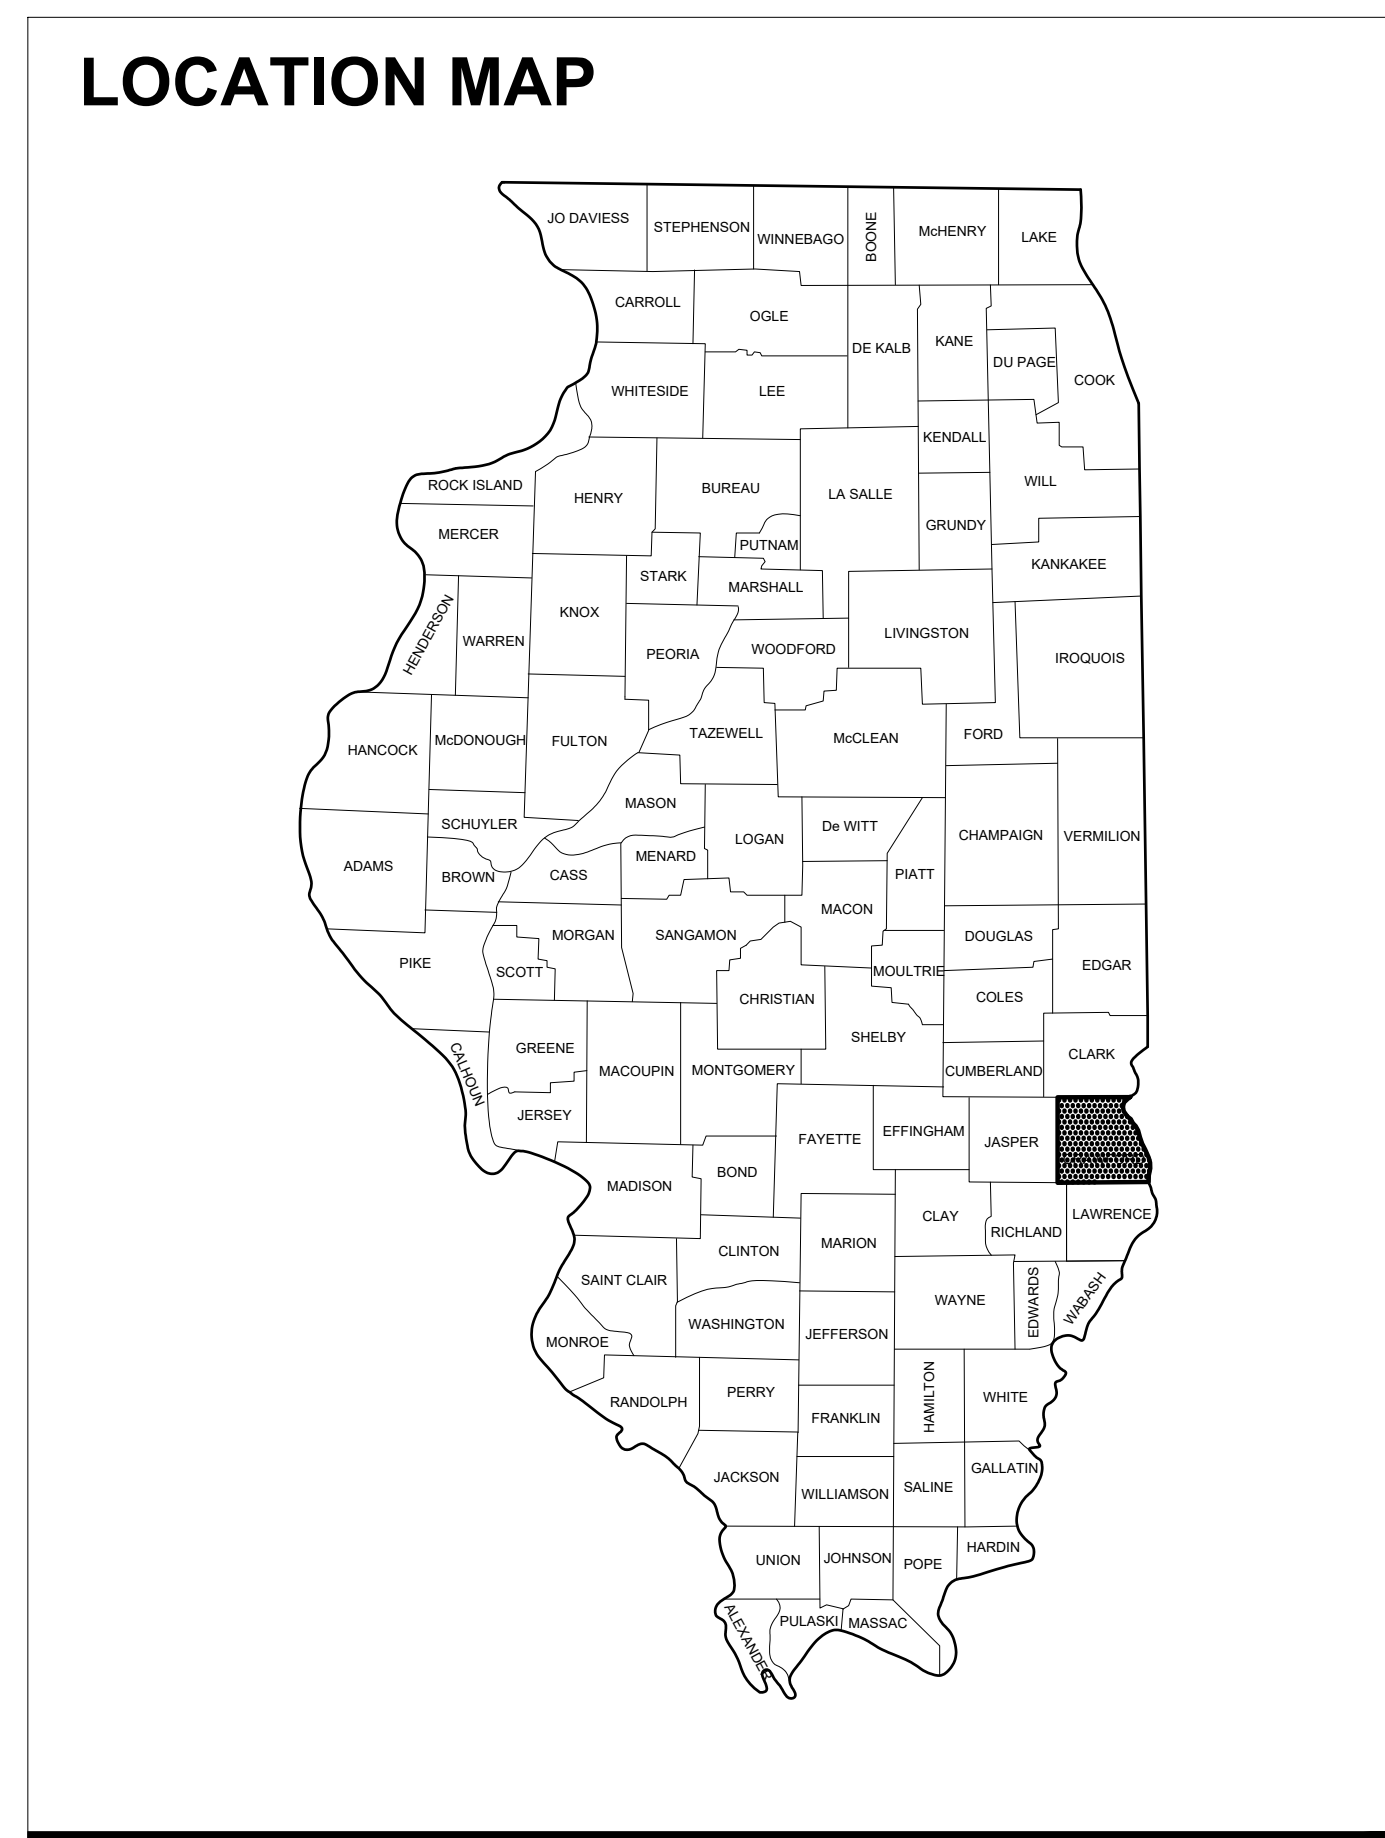 LOCATION MAP
JO DAVIESS
STEPHENSON
WINNEBAGO
BOONE
McHENRY
LAKE
CARROLL
OGLE
DE KALB
KANE
DU PAGE
COOK
WHITESIDE
LEE
KENDALL
ROCK ISLAND
HENRY
BUREAU
LA SALLE
WILL
GRUNDY
MERCER
PUTNAM
KANKAKEE
STARK
MARSHALL
HENDERSON
WARREN
KNOX
PEORIA
WOODFORD
LIVINGSTON
IROQUOIS
HANCOCK
McDONOUGH
FULTON
TAZEWELL
McCLEAN
FORD
MASON
SCHUYLER
LOGAN
De WITT
CHAMPAIGN
VERMILION
ADAMS
BROWN
CASS
MENARD
PIATT
MACON
PIKE
SCOTT
MORGAN
SANGAMON
DOUGLAS
EDGAR
MOULTRIE
CHRISTIAN
COLES
SHELBY
CALHOUN
GREENE
MACOUPIN
MONTGOMERY
CUMBERLAND
CLARK
JERSEY
FAYETTE
EFFINGHAM
JASPER
MADISON
BOND
CLAY
RICHLAND
LAWRENCE
CLINTON
MARION
SAINT CLAIR
WAYNE
EDWARDS
WABASH
WASHINGTON
JEFFERSON
MONROE
RANDOLPH
PERRY
FRANKLIN
HAMILTON
WHITE
JACKSON
WILLIAMSON
SALINE
GALLATIN
UNION
JOHNSON
POPE
HARDIN
ALEXANDER
PULASKI
MASSAC